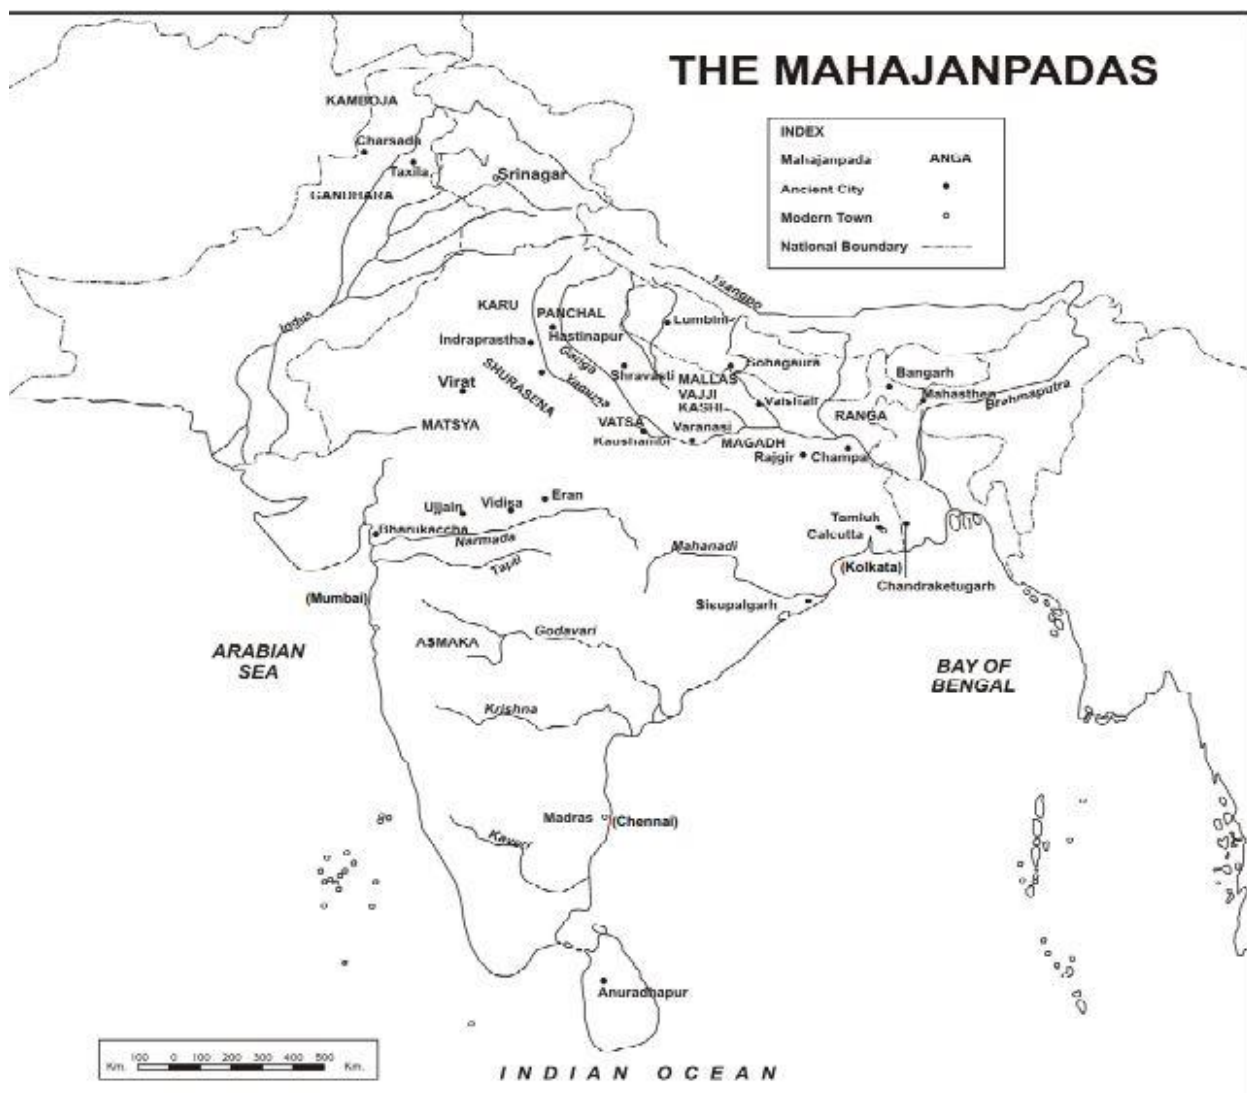 THE MAHAJANPADAS
INDEX
Mahajanpada ANGA
Ancient City
Modern Town
National Boundary
KAMBOJA
Charsada
Taxila
Srinagar
GANDHARA
Indus
Tsangpo
KARU
PANCHAL
Lumbini
Hastinapur
Indraprastha
Ganga
Sohagaura
Shravasti
Bangarh
Virat
SHURASENA
Yamuna
MALLAS
VAJJI
KASHI
Vaishali
Mahasthan
Brahmaputra
RANGA
MATSYA
VATSA
Varanasi
Kaushambi
MAGADH
Rajgir
Champa
Ujjain
Vidisa
Eran
Bharukaccha
Narmada
Tapti
Mahanadi
Tamluk
Calcutta
(Kolkata)
Chandraketugarh
(Mumbai)
Sisupalgarh
ARABIAN
SEA
ASMAKA
Godavari
BAY OF
BENGAL
Krishna
Madras
(Chennai)
Kaveri
Anuradhapur
Km. 100 0 100 200 300 400 500 Km.
INDIAN OCEAN